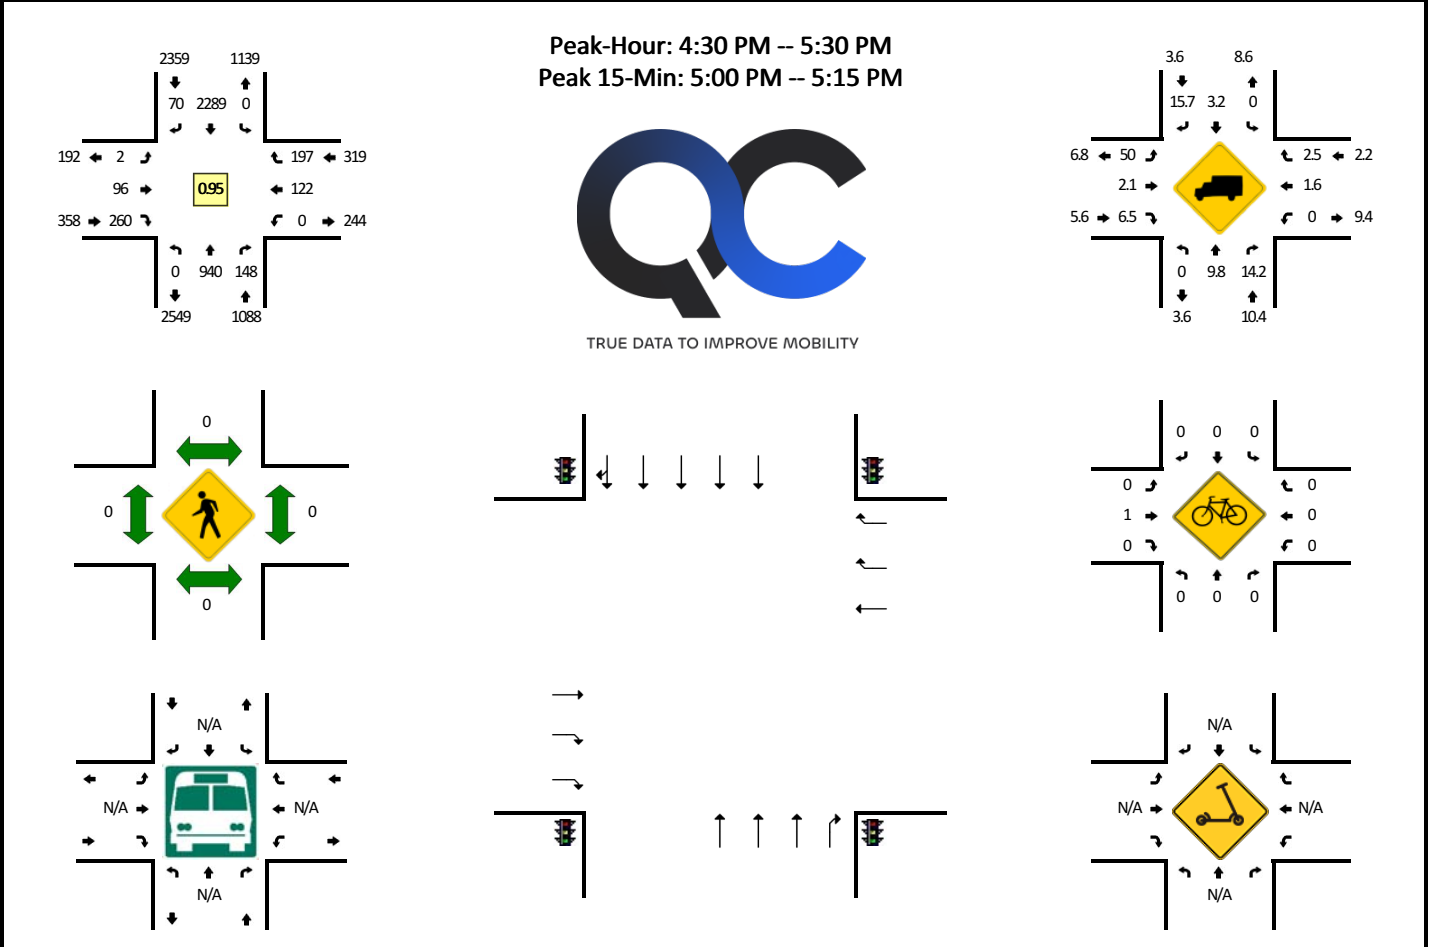 Peak-Hour: 4:30 PM -- 5:30 PM
Peak 15-Min: 5:00 PM -- 5:15 PM
2359 1139
70 2289 0
192 2 197 319
96 0.95 122
358 260 0 244
0 940 148
2549 1088
QC
TRUE DATA TO IMPROVE MOBILITY
3.6 8.6
15.7 3.2 0
6.8 50 2.5 2.2
2.1 1.6
5.6 6.5 0 9.4
0 9.8 14.2
3.6 10.4
0
0 0
0
0 0 0
0 0
1 0
0 0
0 0 0
N/A
N/A N/A
N/A
N/A
N/A N/A
N/A